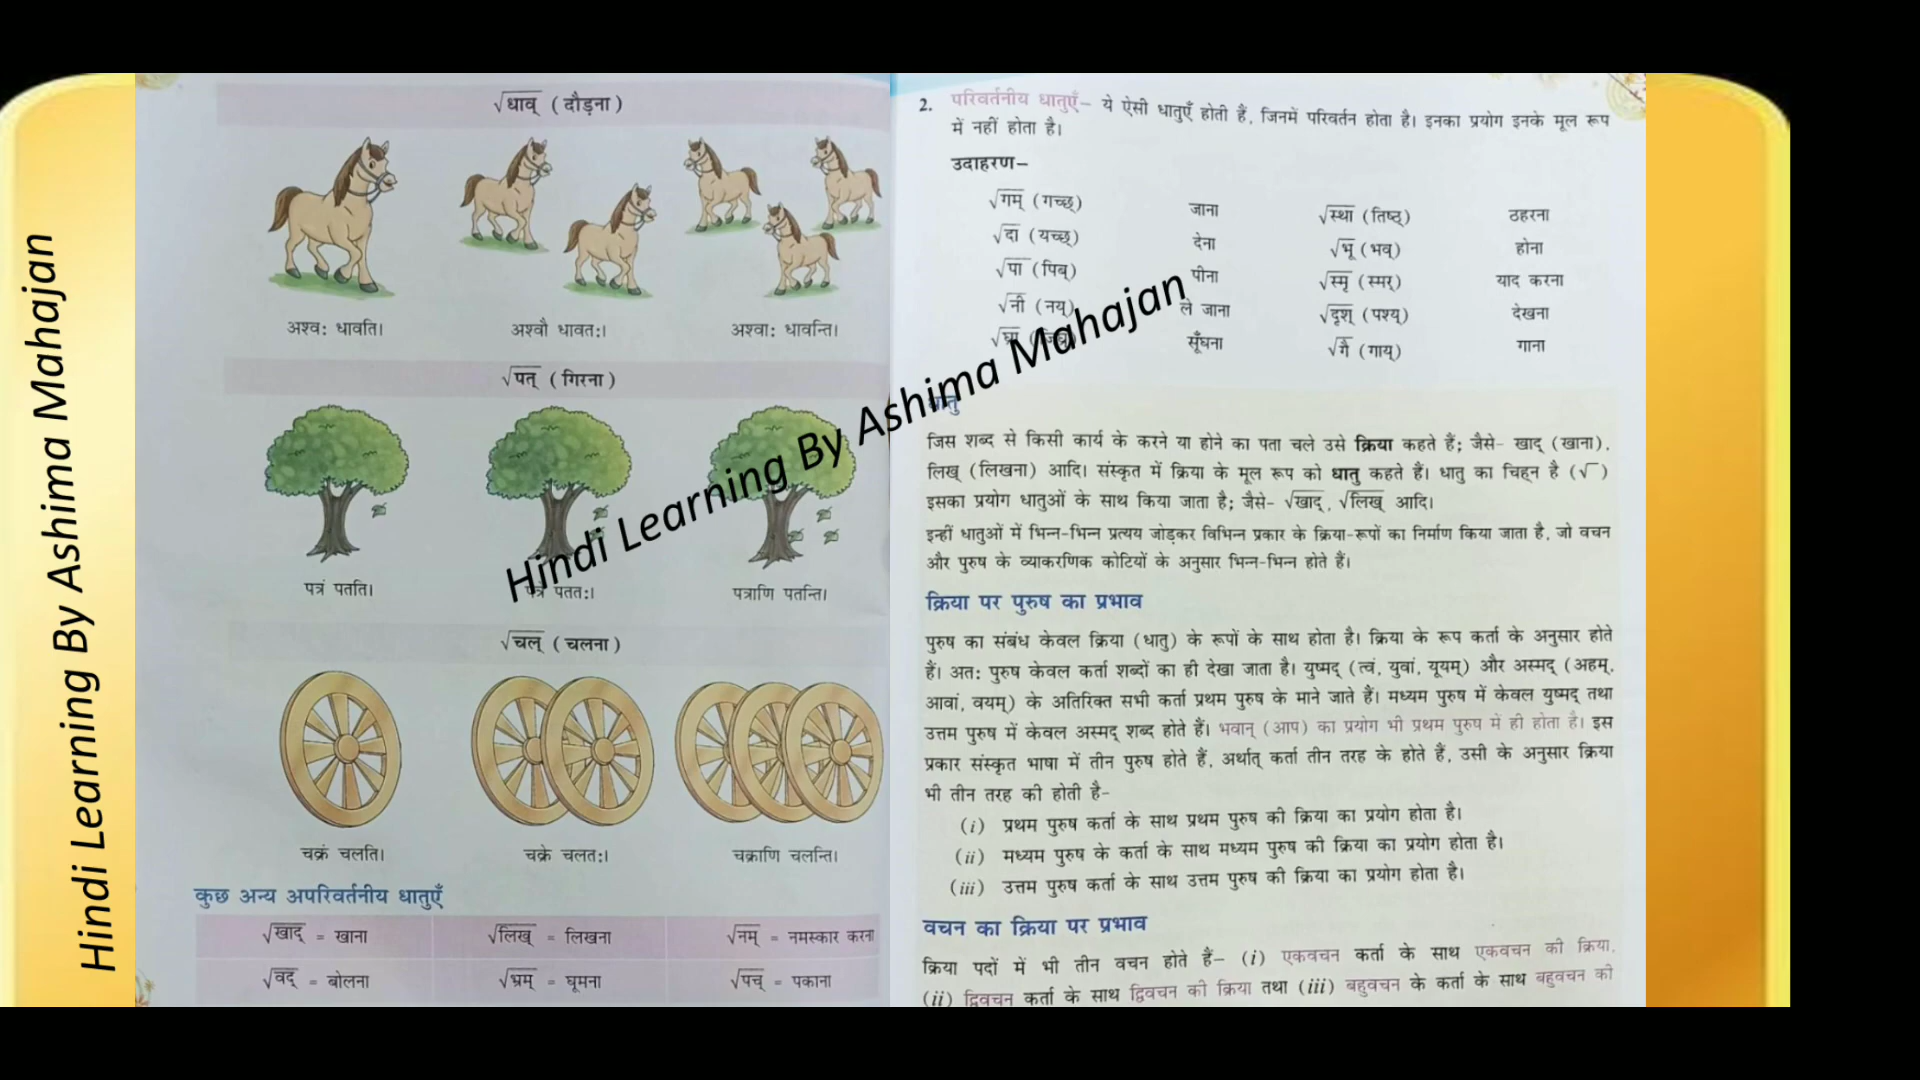 Hindi Learning By Ashima Mahajan
√धाव् (दौड़ना)
अश्व: धावति।
अश्वौ धावत:।
अश्वा: धावन्ति।
√पत् (गिरना)
पत्रं पतति।
पत्रे पतत:।
पत्राणि पतन्ति।
√चल् (चलना)
चक्रं चलति।
चक्रे चलत:।
चक्राणि चलन्ति।
कुछ अन्य अपरिवर्तनीय धातुएँ
√खाद् = खाना √लिख् = लिखना √नम् = नमस्कार करना
√वद् = बोलना √भ्रम् = घूमना √पच् = पकाना
2. परिवर्तनीय धातुएँ– ये ऐसी धातुएँ होती हैं, जिनमें परिवर्तन होता है। इनका प्रयोग इनके मूल रूप
में नहीं होता है।
उदाहरण–
√गम् (गच्छ्) जाना √स्था (तिष्ठ्) ठहरना
√दा (यच्छ्) देना √भू (भव्) होना
√पा (पिब्) पीना √स्मृ (स्मर्) याद करना
√नी (नय्) ले जाना √दृश् (पश्य्) देखना
सूँघना √गै (गाय्) गाना
Hindi Learning By Ashima Mahajan
धातु
जिस शब्द से किसी कार्य के करने या होने का पता चले उसे क्रिया कहते हैं; जैसे- खाद् (खाना),
लिख् (लिखना) आदि। संस्कृत में क्रिया के मूल रूप को धातु कहते हैं। धातु का चिह्न है (√ )
इसका प्रयोग धातुओं के साथ किया जाता है; जैसे- √खाद्, √लिख् आदि।
इन्हीं धातुओं में भिन्न-भिन्न प्रत्यय जोड़कर विभिन्न प्रकार के क्रिया-रूपों का निर्माण किया जाता है, जो वचन
और पुरुष के व्याकरणिक कोटियों के अनुसार भिन्न-भिन्न होते हैं।
क्रिया पर पुरुष का प्रभाव
पुरुष का संबंध केवल क्रिया (धातु) के रूपों के साथ होता है। क्रिया के रूप कर्ता के अनुसार होते
हैं। अत: पुरुष केवल कर्ता शब्दों का ही देखा जाता है। युष्मद् (त्वं, युवां, यूयम्) और अस्मद् (अहम्,
आवां, वयम्) के अतिरिक्त सभी कर्ता प्रथम पुरुष के माने जाते हैं। मध्यम पुरुष में केवल युष्मद् तथा
उत्तम पुरुष में केवल अस्मद् शब्द होते हैं। भवान् (आप) का प्रयोग भी प्रथम पुरुष में ही होता है। इस
प्रकार संस्कृत भाषा में तीन पुरुष होते हैं, अर्थात् कर्ता तीन तरह के होते हैं, उसी के अनुसार क्रिया
भी तीन तरह की होती है-
(i) प्रथम पुरुष कर्ता के साथ प्रथम पुरुष की क्रिया का प्रयोग होता है।
(ii) मध्यम पुरुष के कर्ता के साथ मध्यम पुरुष की क्रिया का प्रयोग होता है।
(iii) उत्तम पुरुष कर्ता के साथ उत्तम पुरुष की क्रिया का प्रयोग होता है।
वचन का क्रिया पर प्रभाव
क्रिया पदों में भी तीन वचन होते हैं– (i) एकवचन कर्ता के साथ एकवचन की क्रिया,
(ii) द्विवचन कर्ता के साथ द्विवचन की क्रिया तथा (iii) बहुवचन के कर्ता के साथ बहुवचन की